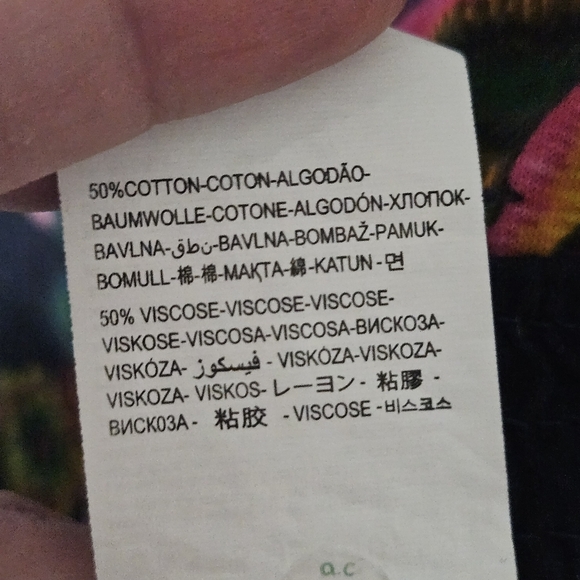 50%COTTON-COTON-ALGODÃO-
BAUMWOLLE-COTONE-ALGODÓN-ХЛОПОК-
BAVLNA-قطن-BAVLNA-BOMBAŽ-PAMUK-
BOMULL-棉-棉-МАҚТА-綿-KATUN-면
50% VISCOSE-VISCOSE-VISCOSE-
VISKOSE-VISCOSA-VISCOSA-ВИСКОЗА-
VISKÓZA- فيسكوز - VISKÓZA-VISKOZA-
VISKOZA- VISKOS-レーヨン- 粘膠 -
ВИСКОЗА- 粘胶 -VISCOSE-비스코스
a.c